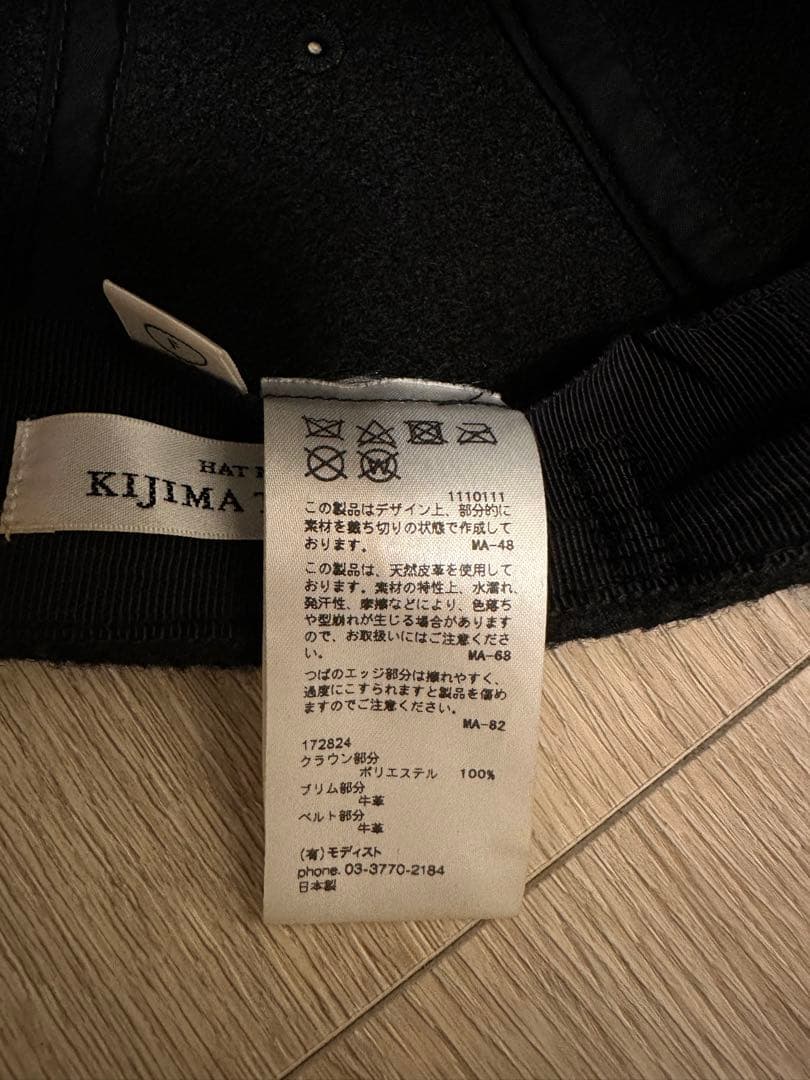 F
HAT
KIJIMA
W
1110111
この製品はデザイン上、部分的に
素材を裁ち切りの状態で作成して
おります。 MA-48
この製品は、天然皮革を使用して
おります。素材の特性上、水濡れ、
発汗性、摩擦などにより、色落ち
や型崩れが生じる場合があります
ので、お取扱いにはご注意くださ
い。 MA-68
つばのエッジ部分は擦れやすく、
過度にこすられますと製品を傷め
ますのでご注意ください。
MA-82
172824
クラウン部分
ポリエステル 100%
ブリム部分
牛革
ベルト部分
牛革
(有)モディスト
phone. 03-3770-2184
日本製